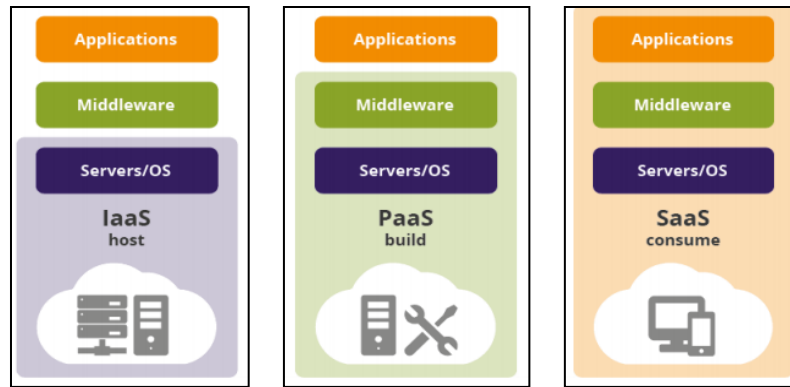 Applications
Middleware
Servers/OS
IaaS
host
Applications
Middleware
Servers/OS
PaaS
build
Applications
Middleware
Servers/OS
SaaS
consume